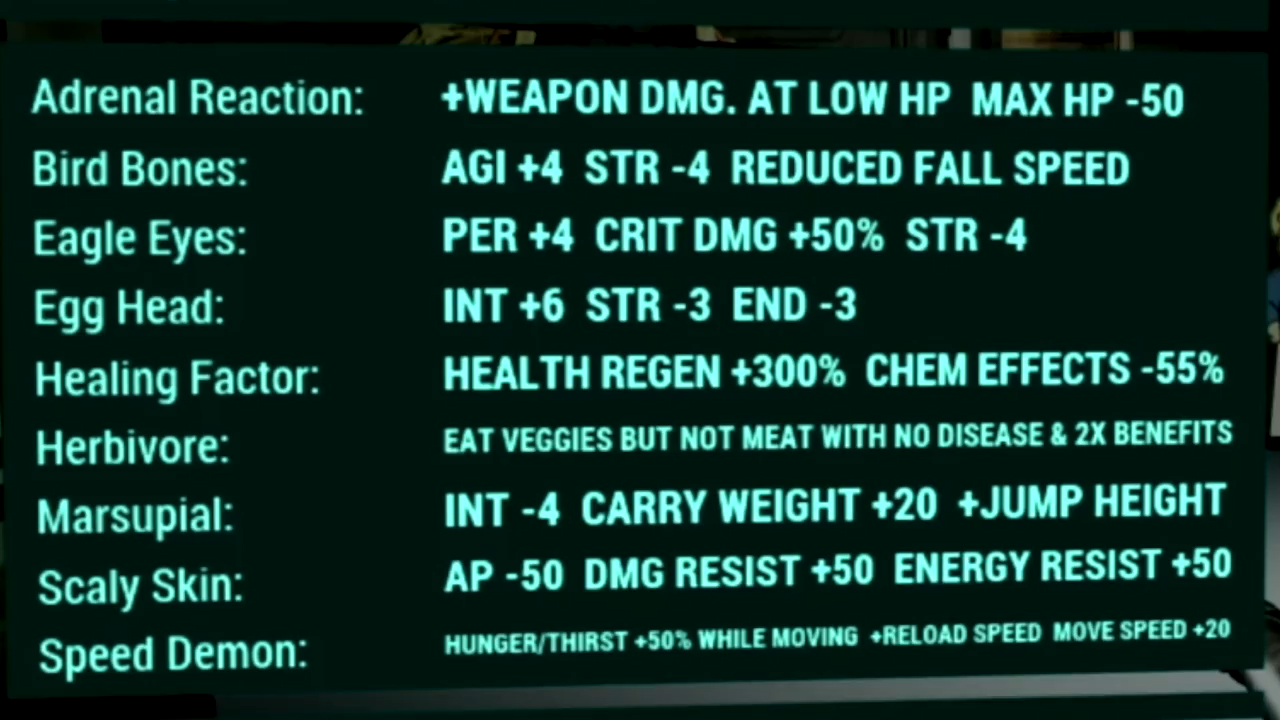 Adrenal Reaction: +WEAPON DMG. AT LOW HP MAX HP -50
Bird Bones: AGI +4 STR -4 REDUCED FALL SPEED
Eagle Eyes: PER +4 CRIT DMG +50% STR -4
Egg Head: INT +6 STR -3 END -3
Healing Factor: HEALTH REGEN +300% CHEM EFFECTS -55%
Herbivore: EAT VEGGIES BUT NOT MEAT WITH NO DISEASE & 2X BENEFITS
Marsupial: INT -4 CARRY WEIGHT +20 +JUMP HEIGHT
Scaly Skin: AP -50 DMG RESIST +50 ENERGY RESIST +50
Speed Demon: HUNGER/THIRST +50% WHILE MOVING +RELOAD SPEED MOVE SPEED +20